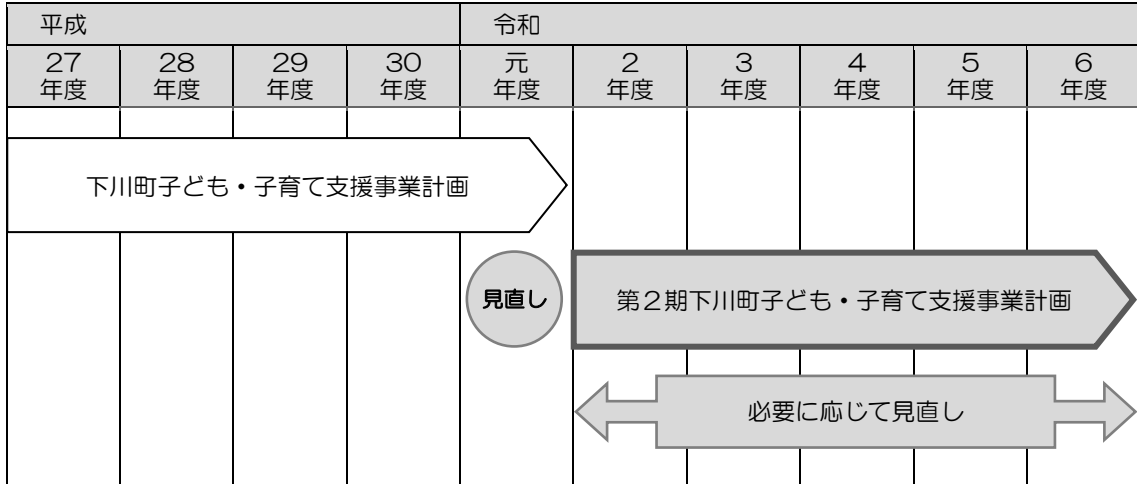 平成 令和
27 28 29 30 元 2 3 4 5 6
年度 年度 年度 年度 年度 年度 年度 年度 年度 年度
下川町子ども・子育て支援事業計画
見直し 第2期下川町子ども・子育て支援事業計画
必要に応じて見直し